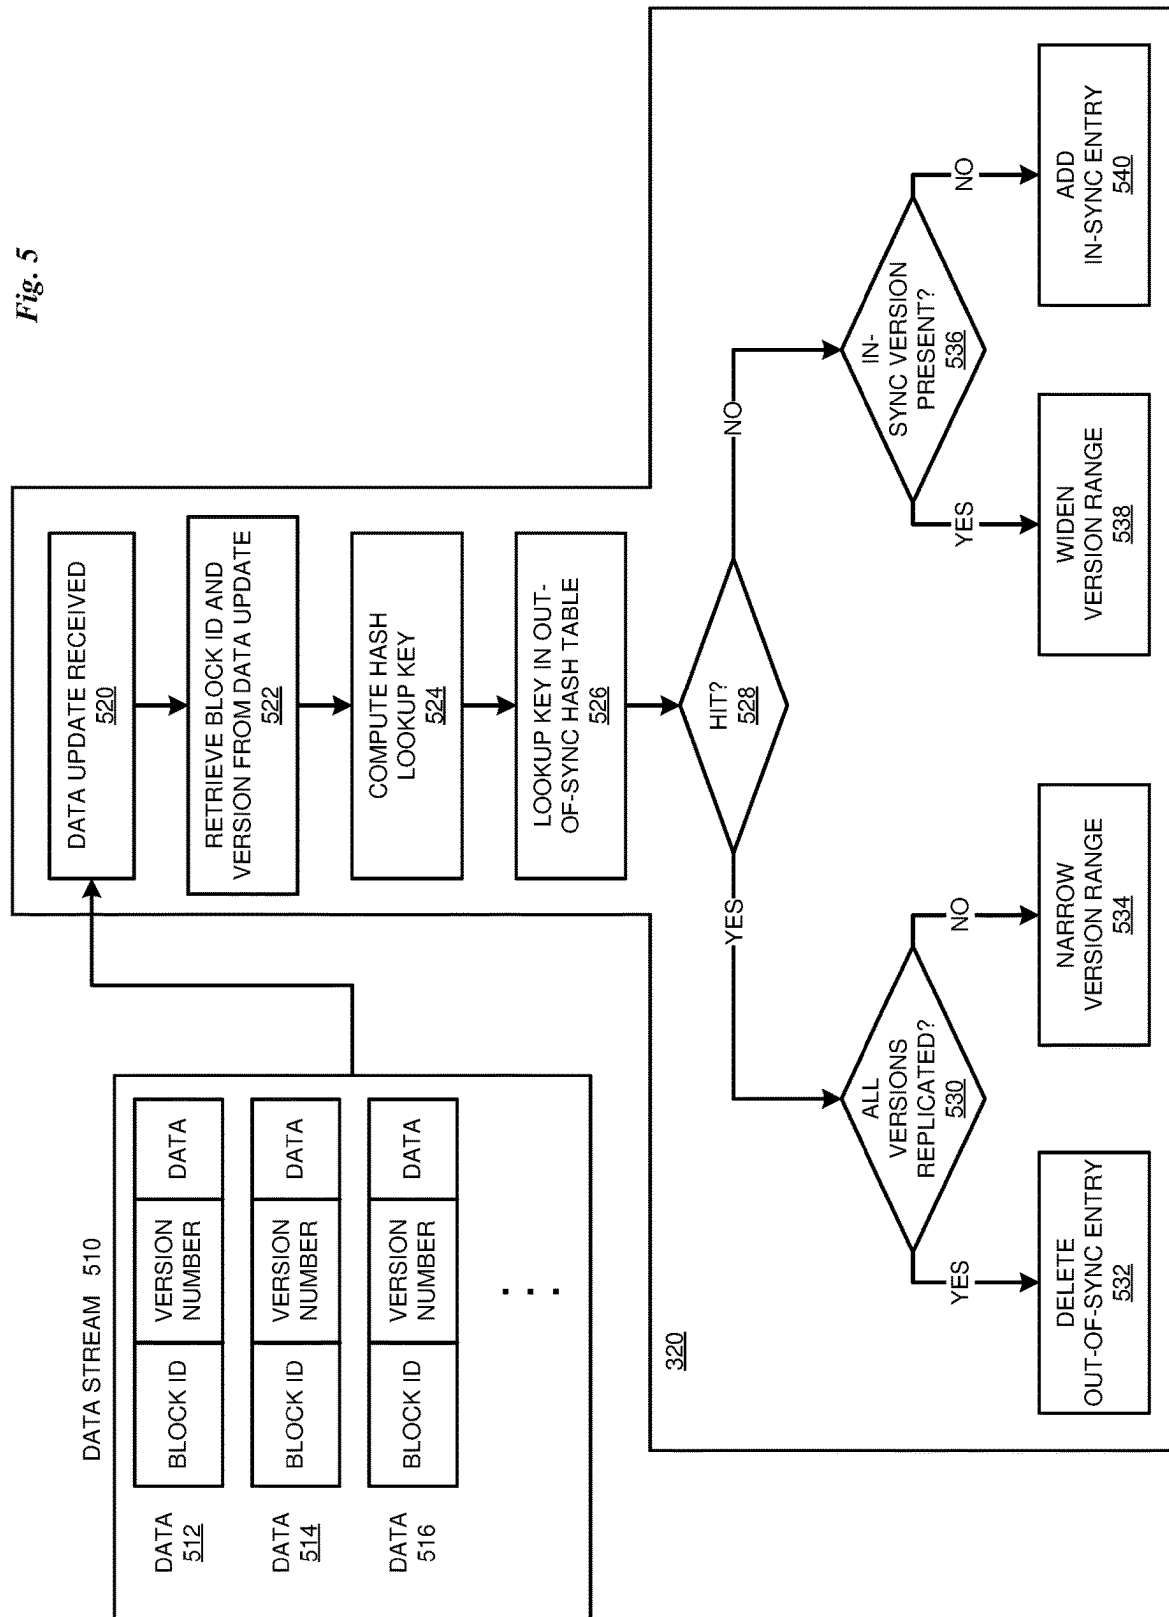 Fig. 5
DATA STREAM 510
DATA
512
BLOCK ID
VERSION
NUMBER
DATA
DATA
514
BLOCK ID
VERSION
NUMBER
DATA
DATA
516
BLOCK ID
VERSION
NUMBER
DATA
. . .
320
DATA UPDATE RECEIVED
520
RETRIEVE BLOCK ID AND
VERSION FROM DATA UPDATE
522
COMPUTE HASH
LOOKUP KEY
524
LOOKUP KEY IN OUT-
OF-SYNC HASH TABLE
526
HIT?
528
YES
NO
ALL
VERSIONS
REPLICATED?
530
YES
NO
DELETE
OUT-OF-SYNC ENTRY
532
NARROW
VERSION RANGE
534
IN-
SYNC VERSION
PRESENT?
536
YES
NO
WIDEN
VERSION RANGE
538
ADD
IN-SYNC ENTRY
540